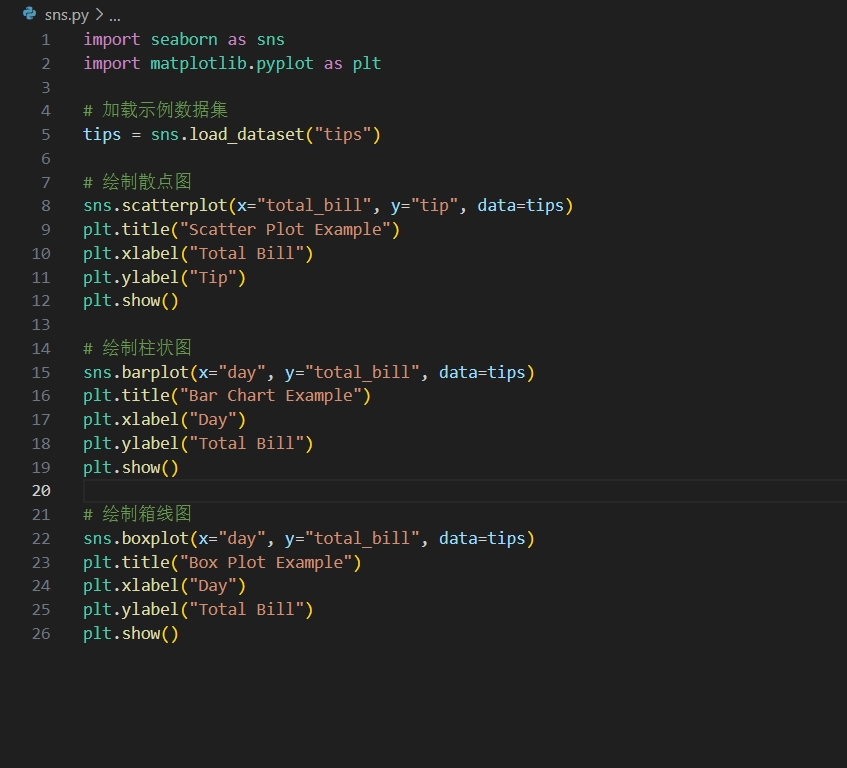 sns.py > ...
1 import seaborn as sns
2 import matplotlib.pyplot as plt
3
4 # 加载示例数据集
5 tips = sns.load_dataset("tips")
6
7 # 绘制散点图
8 sns.scatterplot(x="total_bill", y="tip", data=tips)
9 plt.title("Scatter Plot Example")
10 plt.xlabel("Total Bill")
11 plt.ylabel("Tip")
12 plt.show()
13
14 # 绘制柱状图
15 sns.barplot(x="day", y="total_bill", data=tips)
16 plt.title("Bar Chart Example")
17 plt.xlabel("Day")
18 plt.ylabel("Total Bill")
19 plt.show()
20
21 # 绘制箱线图
22 sns.boxplot(x="day", y="total_bill", data=tips)
23 plt.title("Box Plot Example")
24 plt.xlabel("Day")
25 plt.ylabel("Total Bill")
26 plt.show()